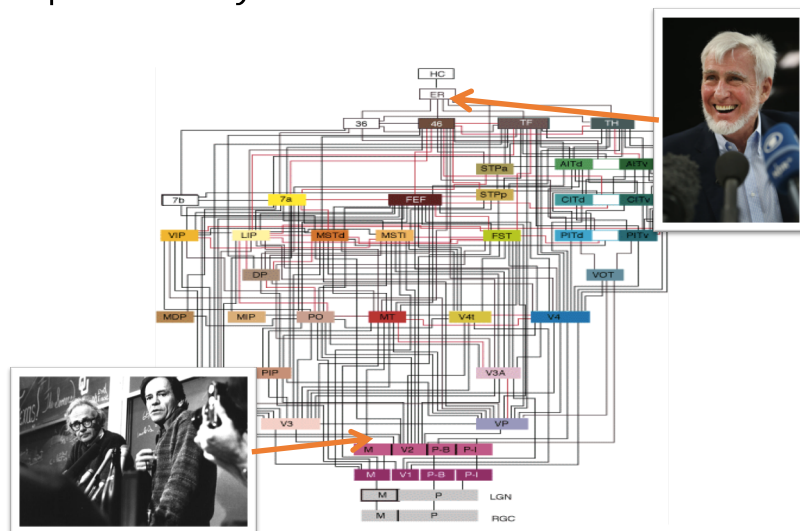 HC
ER
36 46 TF TH
STPa AITd AITv
7b 7a FEF STPp CITd CITv
VIP LIP MSTd MSTl FST PITd PITv
DP VOT
MDP MIP PO MT V4t V4
PIP V3A
V3 VP
M V2 P-B P-I
M V1 P-B P-I
M P LGN
M P RGC